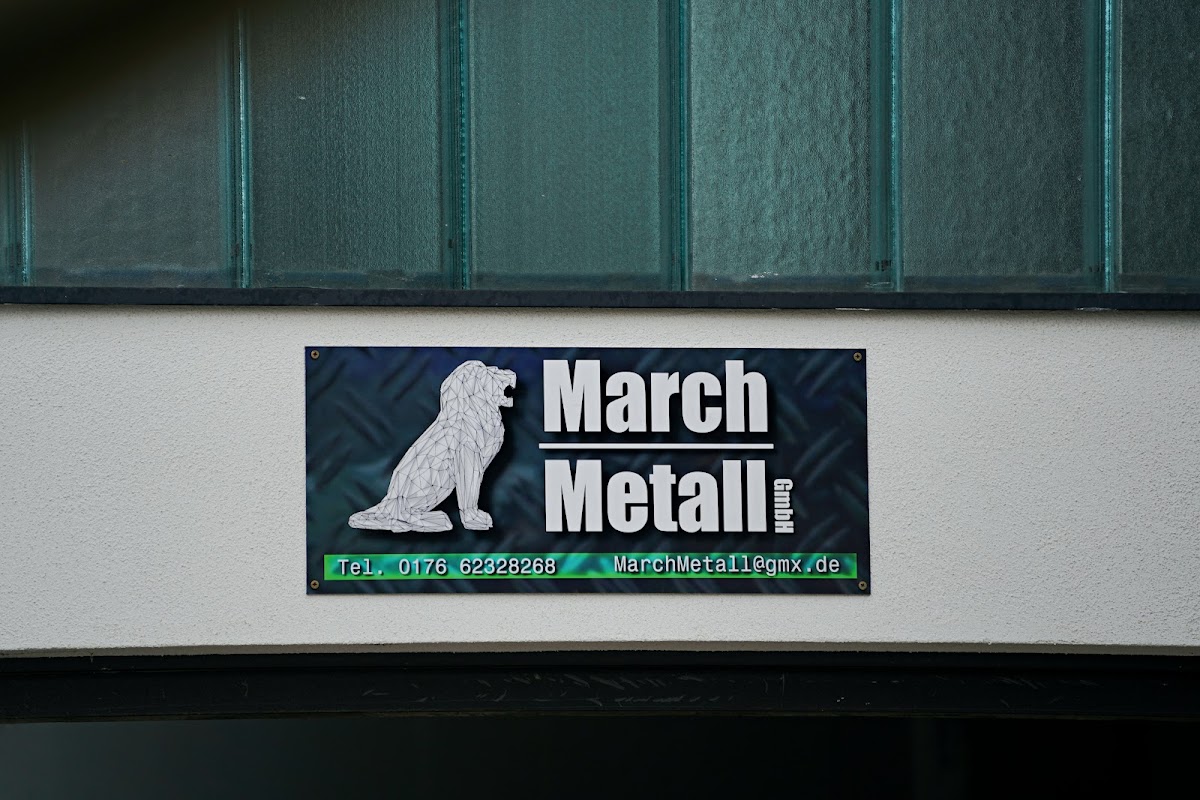 March
Metall
GmbH
Tel. 0176 62328268 MarchMetall@gmx.de